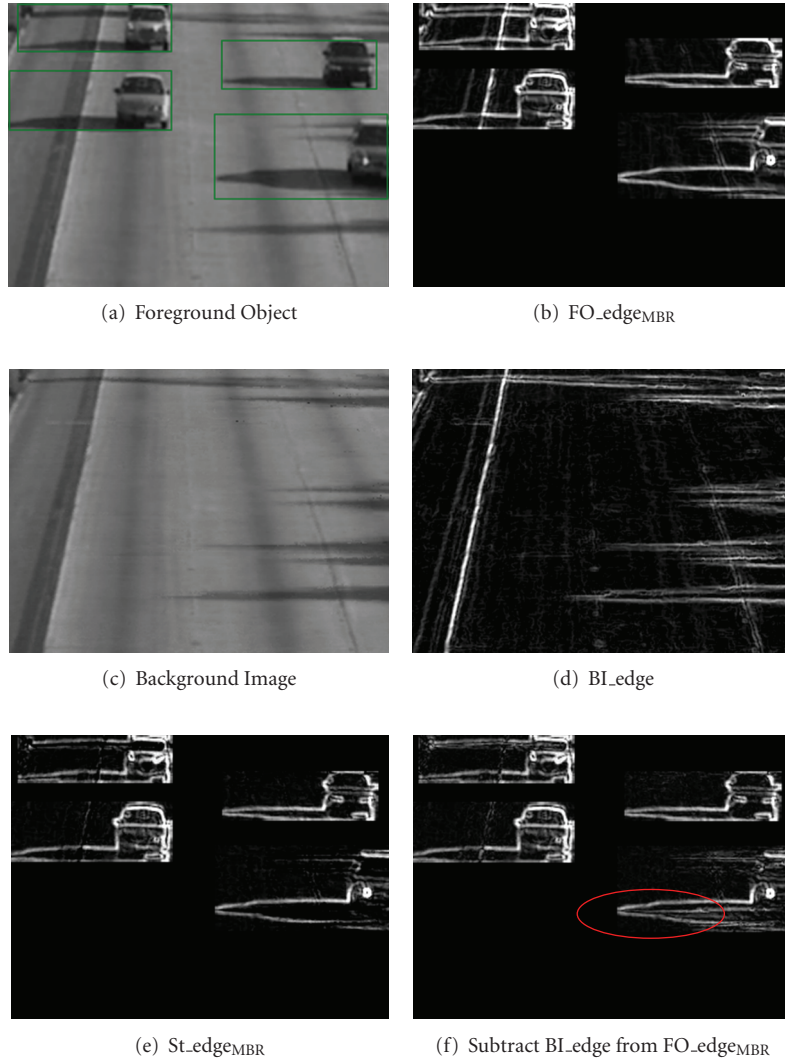 (a) Foreground Object
(b) FO_edgeMBR
(c) Background Image
(d) BI_edge
(e) St_edgeMBR
(f) Subtract BI_edge from FO_edgeMBR